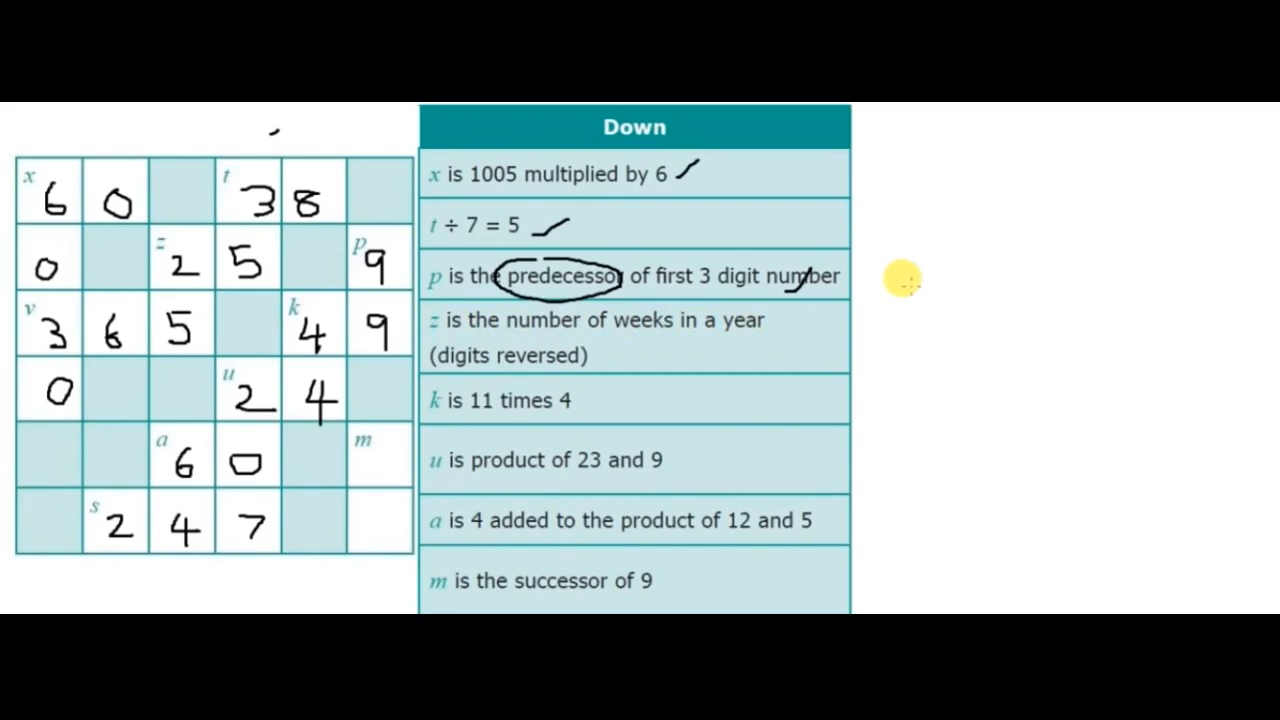 x 6 0 t 3 8
0 z 2 5 p 9
v 3 6 5 k 4 9
0 u 2 4
a 6 0 m
s 2 4 7
Down
x is 1005 multiplied by 6
t ÷ 7 = 5
p is the predecessor of first 3 digit number
z is the number of weeks in a year
(digits reversed)
k is 11 times 4
u is product of 23 and 9
a is 4 added to the product of 12 and 5
m is the successor of 9